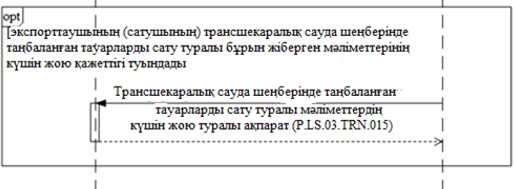 opt
[экспорттаушының (сатушының) трансшекаралық сауда шеңберінде
таңбаланған тауарларды сату туралы бұрын жіберген мәліметтерінің
күшін жою қажеттігі туындады
Трансшекаралық сауда шеңберінде таңбаланған
тауарларды сату туралы мәліметтердің
күшін жою туралы ақпарат (P.LS.03.TRN.015)